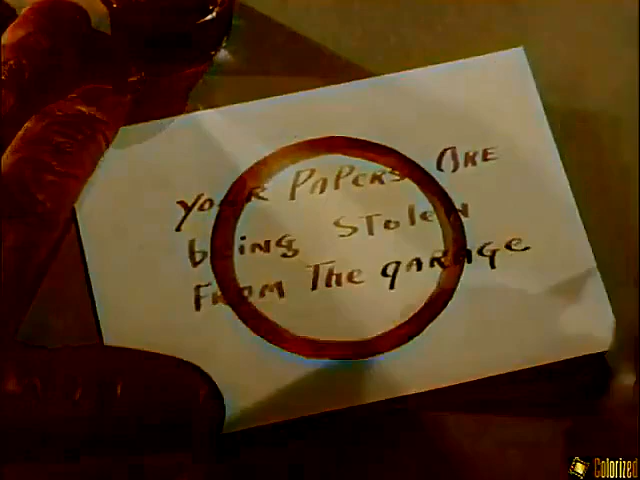 YOUR PAPERS ARE
bEING STOLEN
FROM THE GARAGE
Colorized